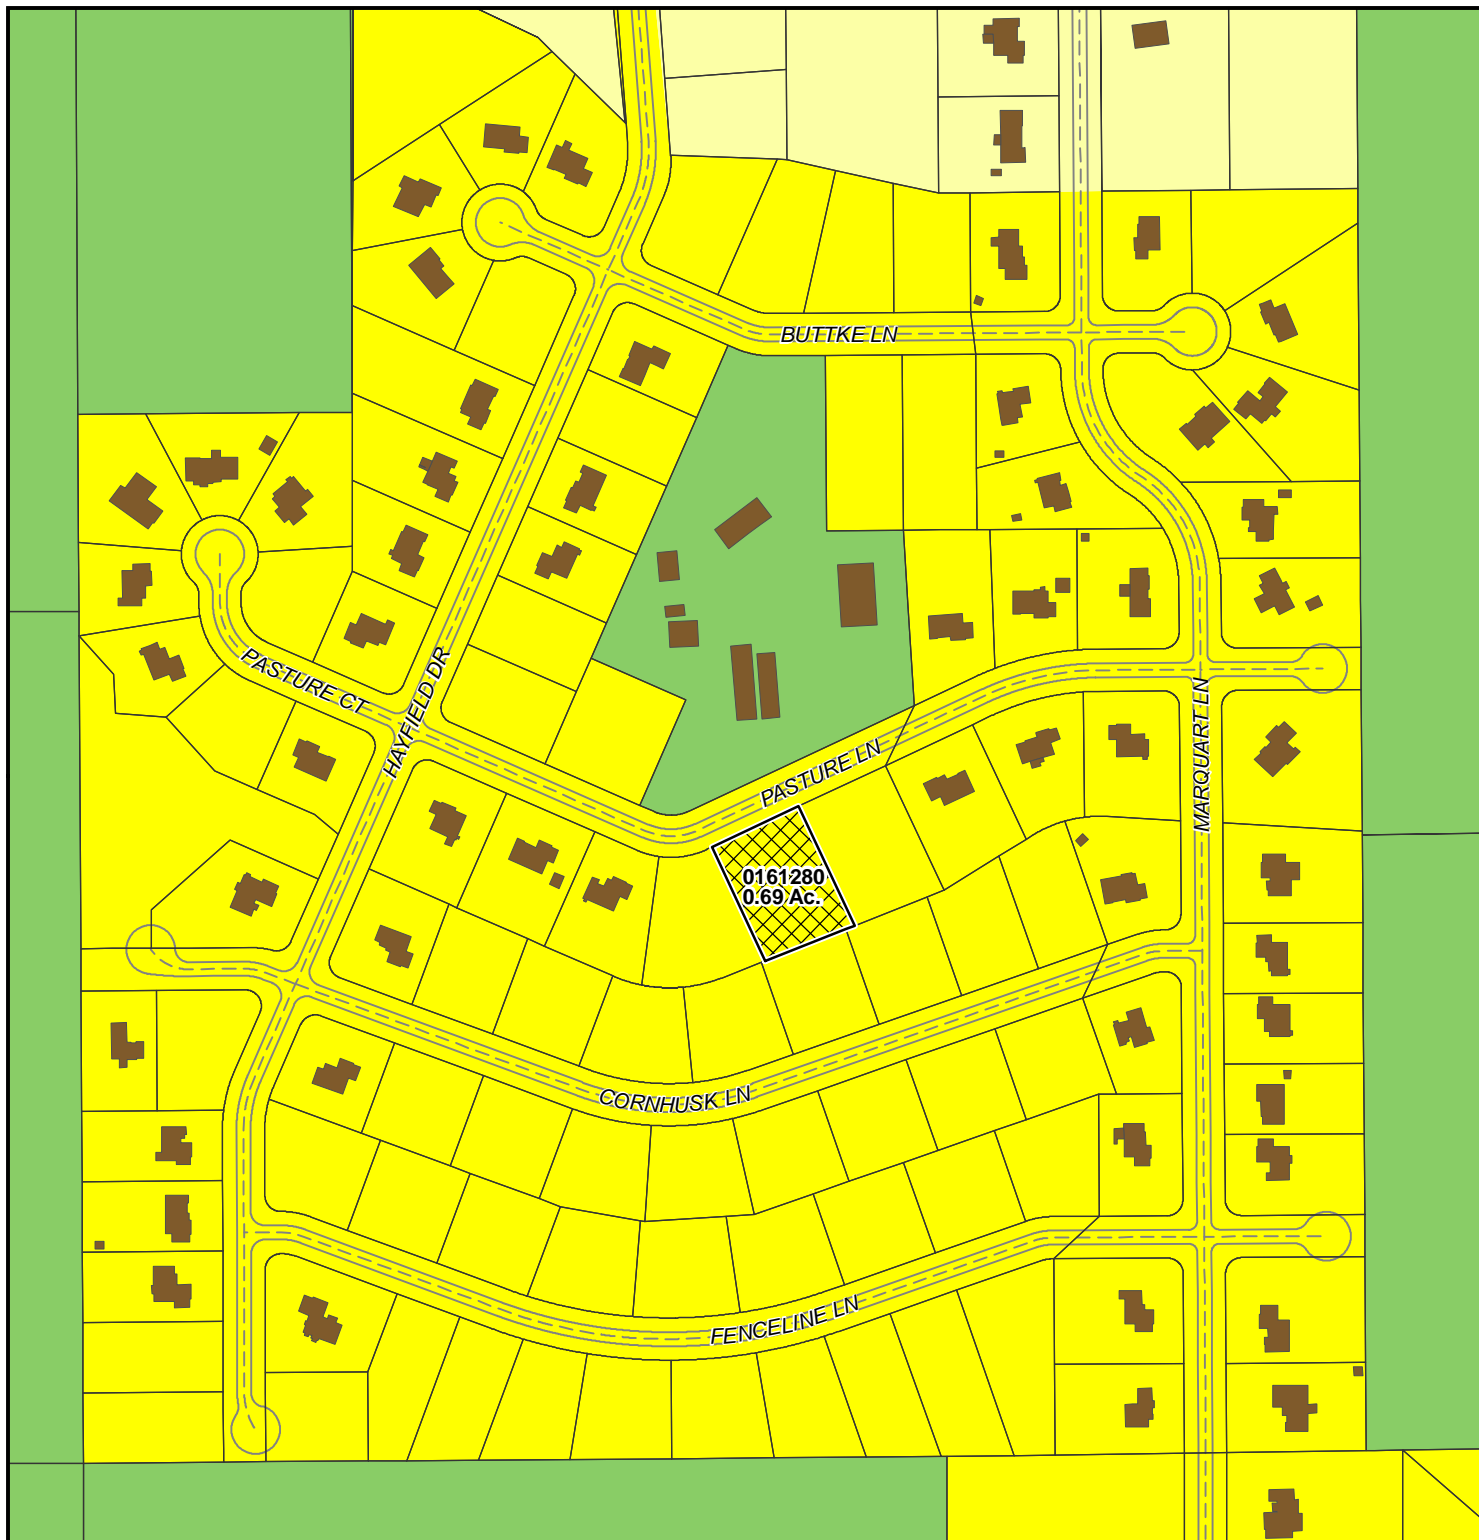 BUTTKE LN
PASTURE CT
HAYFIELD DR
MARQUART LN
PASTURE LN
0161280
0.69 Ac.
CORNHUSK LN
FENCELINE LN